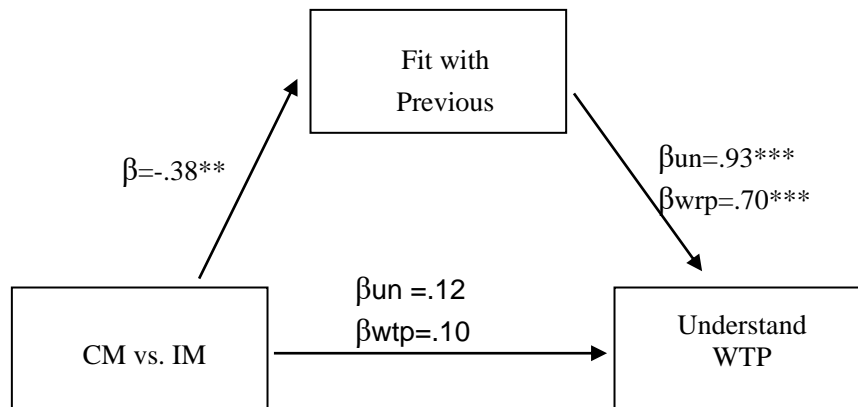 Fit with
Previous
β=-.38**
βun=.93***
βwrp=.70***
βun =.12
βwtp=.10
CM vs. IM
Understand
WTP